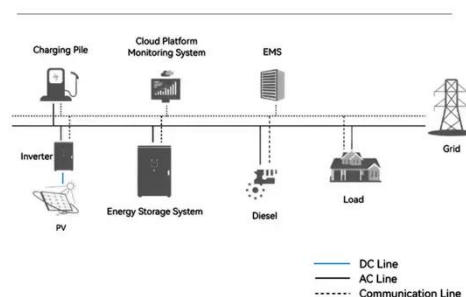 Charging Pile
Cloud Platform
Monitoring System
EMS
Grid
Inverter
PV
Energy Storage System
Diesel
Load
DC Line
AC Line
Communication Line